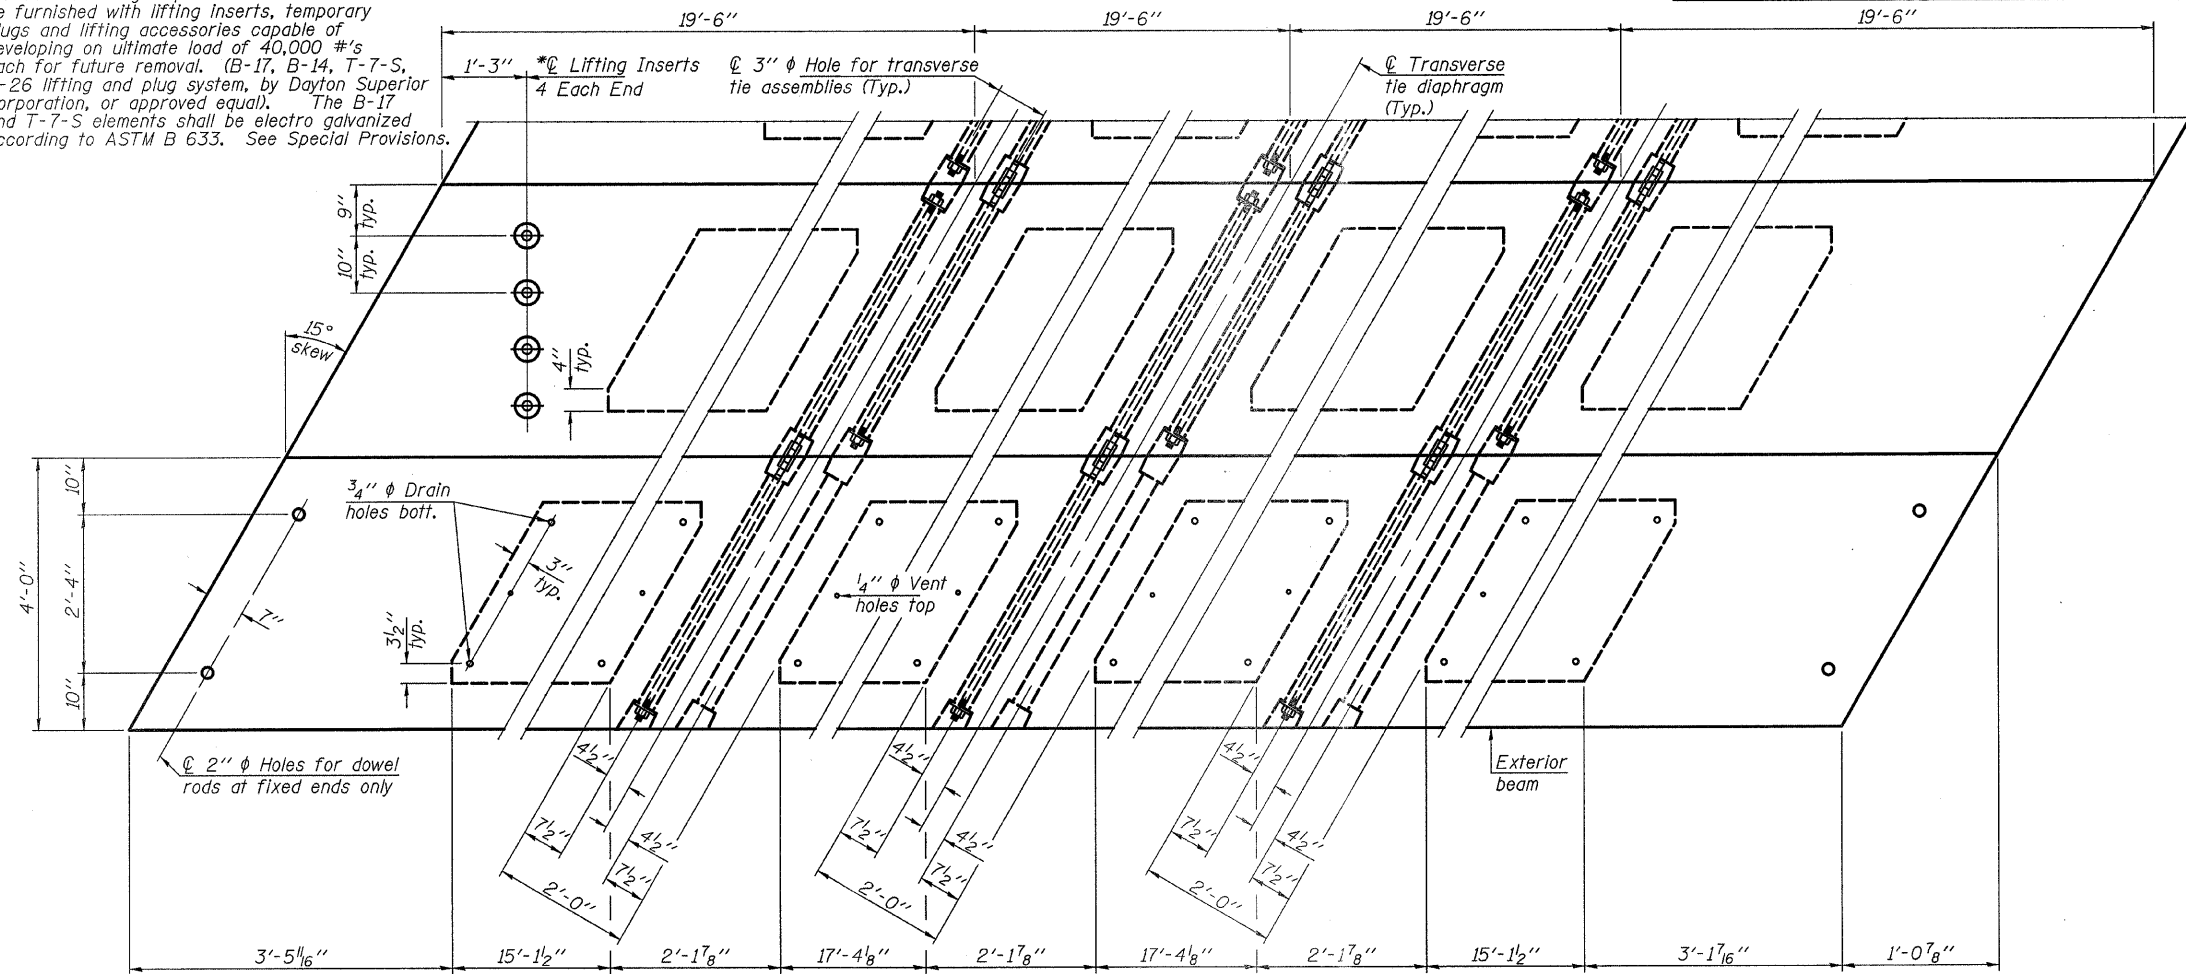 e furnished with lifting inserts, temporary
lugs and lifting accessories capable of
eveloping on ultimate load of 40,000 #'s
ach for future removal. (B-17, B-14, T-7-S,
-26 lifting and plug system, by Dayton Superior
orporation, or approved equal). The B-17
nd T-7-S elements shall be electro galvanized
ccording to ASTM B 633. See Special Provisions.
19'-6" 19'-6" 19'-6" 19'-6"
1'-3"
*℄ Lifting Inserts
4 Each End
℄ 3" ϕ Hole for transverse
tie assemblies (Typ.)
℄ Transverse
tie diaphragm
(Typ.)
9"
typ.
10"
typ.
15°
skew
4"
typ.
4'-0"
10"
2'-4"
10"
3/4" ϕ Drain
holes bott.
3"
typ.
1/4" ϕ Vent
holes top
7"
3 1/2"
typ.
℄ 2" ϕ Holes for dowel
rods at fixed ends only
Exterior
beam
4 1/2" 4 1/2" 4 1/2"
7 1/2" 4 1/2" 7 1/2" 4 1/2" 7 1/2" 4 1/2"
7 1/2" 7 1/2" 7 1/2"
2'-0" 2'-0" 2'-0"
3'-5 11/16" 15'-1 1/2" 2'-1 7/8" 17'-4 1/8" 2'-1 7/8" 17'-4 1/8" 2'-1 7/8" 15'-1 1/2" 3'-1 7/16" 1'-0 7/8"